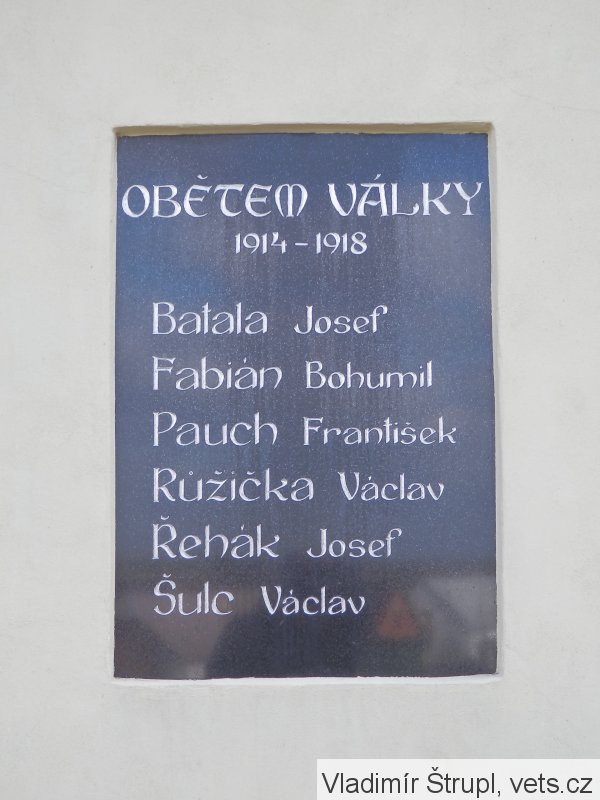 OBĚTEM VÁLKY
1914 – 1918
Batala Josef
Fabián Bohumil
Pauch František
Růžička Václav
Řehák Josef
Šulc Václav
Vladimír Štrupl, vets.cz